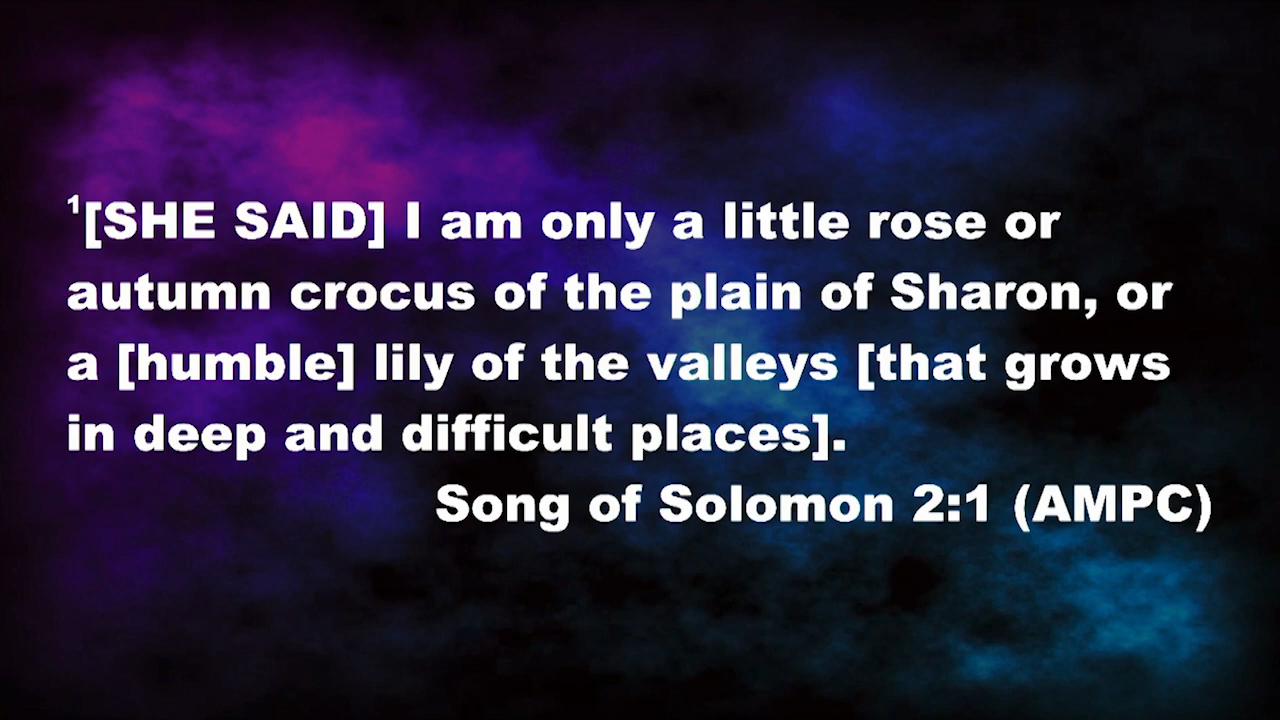 ¹[SHE SAID] I am only a little rose or
autumn crocus of the plain of Sharon, or
a [humble] lily of the valleys [that grows
in deep and difficult places].
Song of Solomon 2:1 (AMPC)